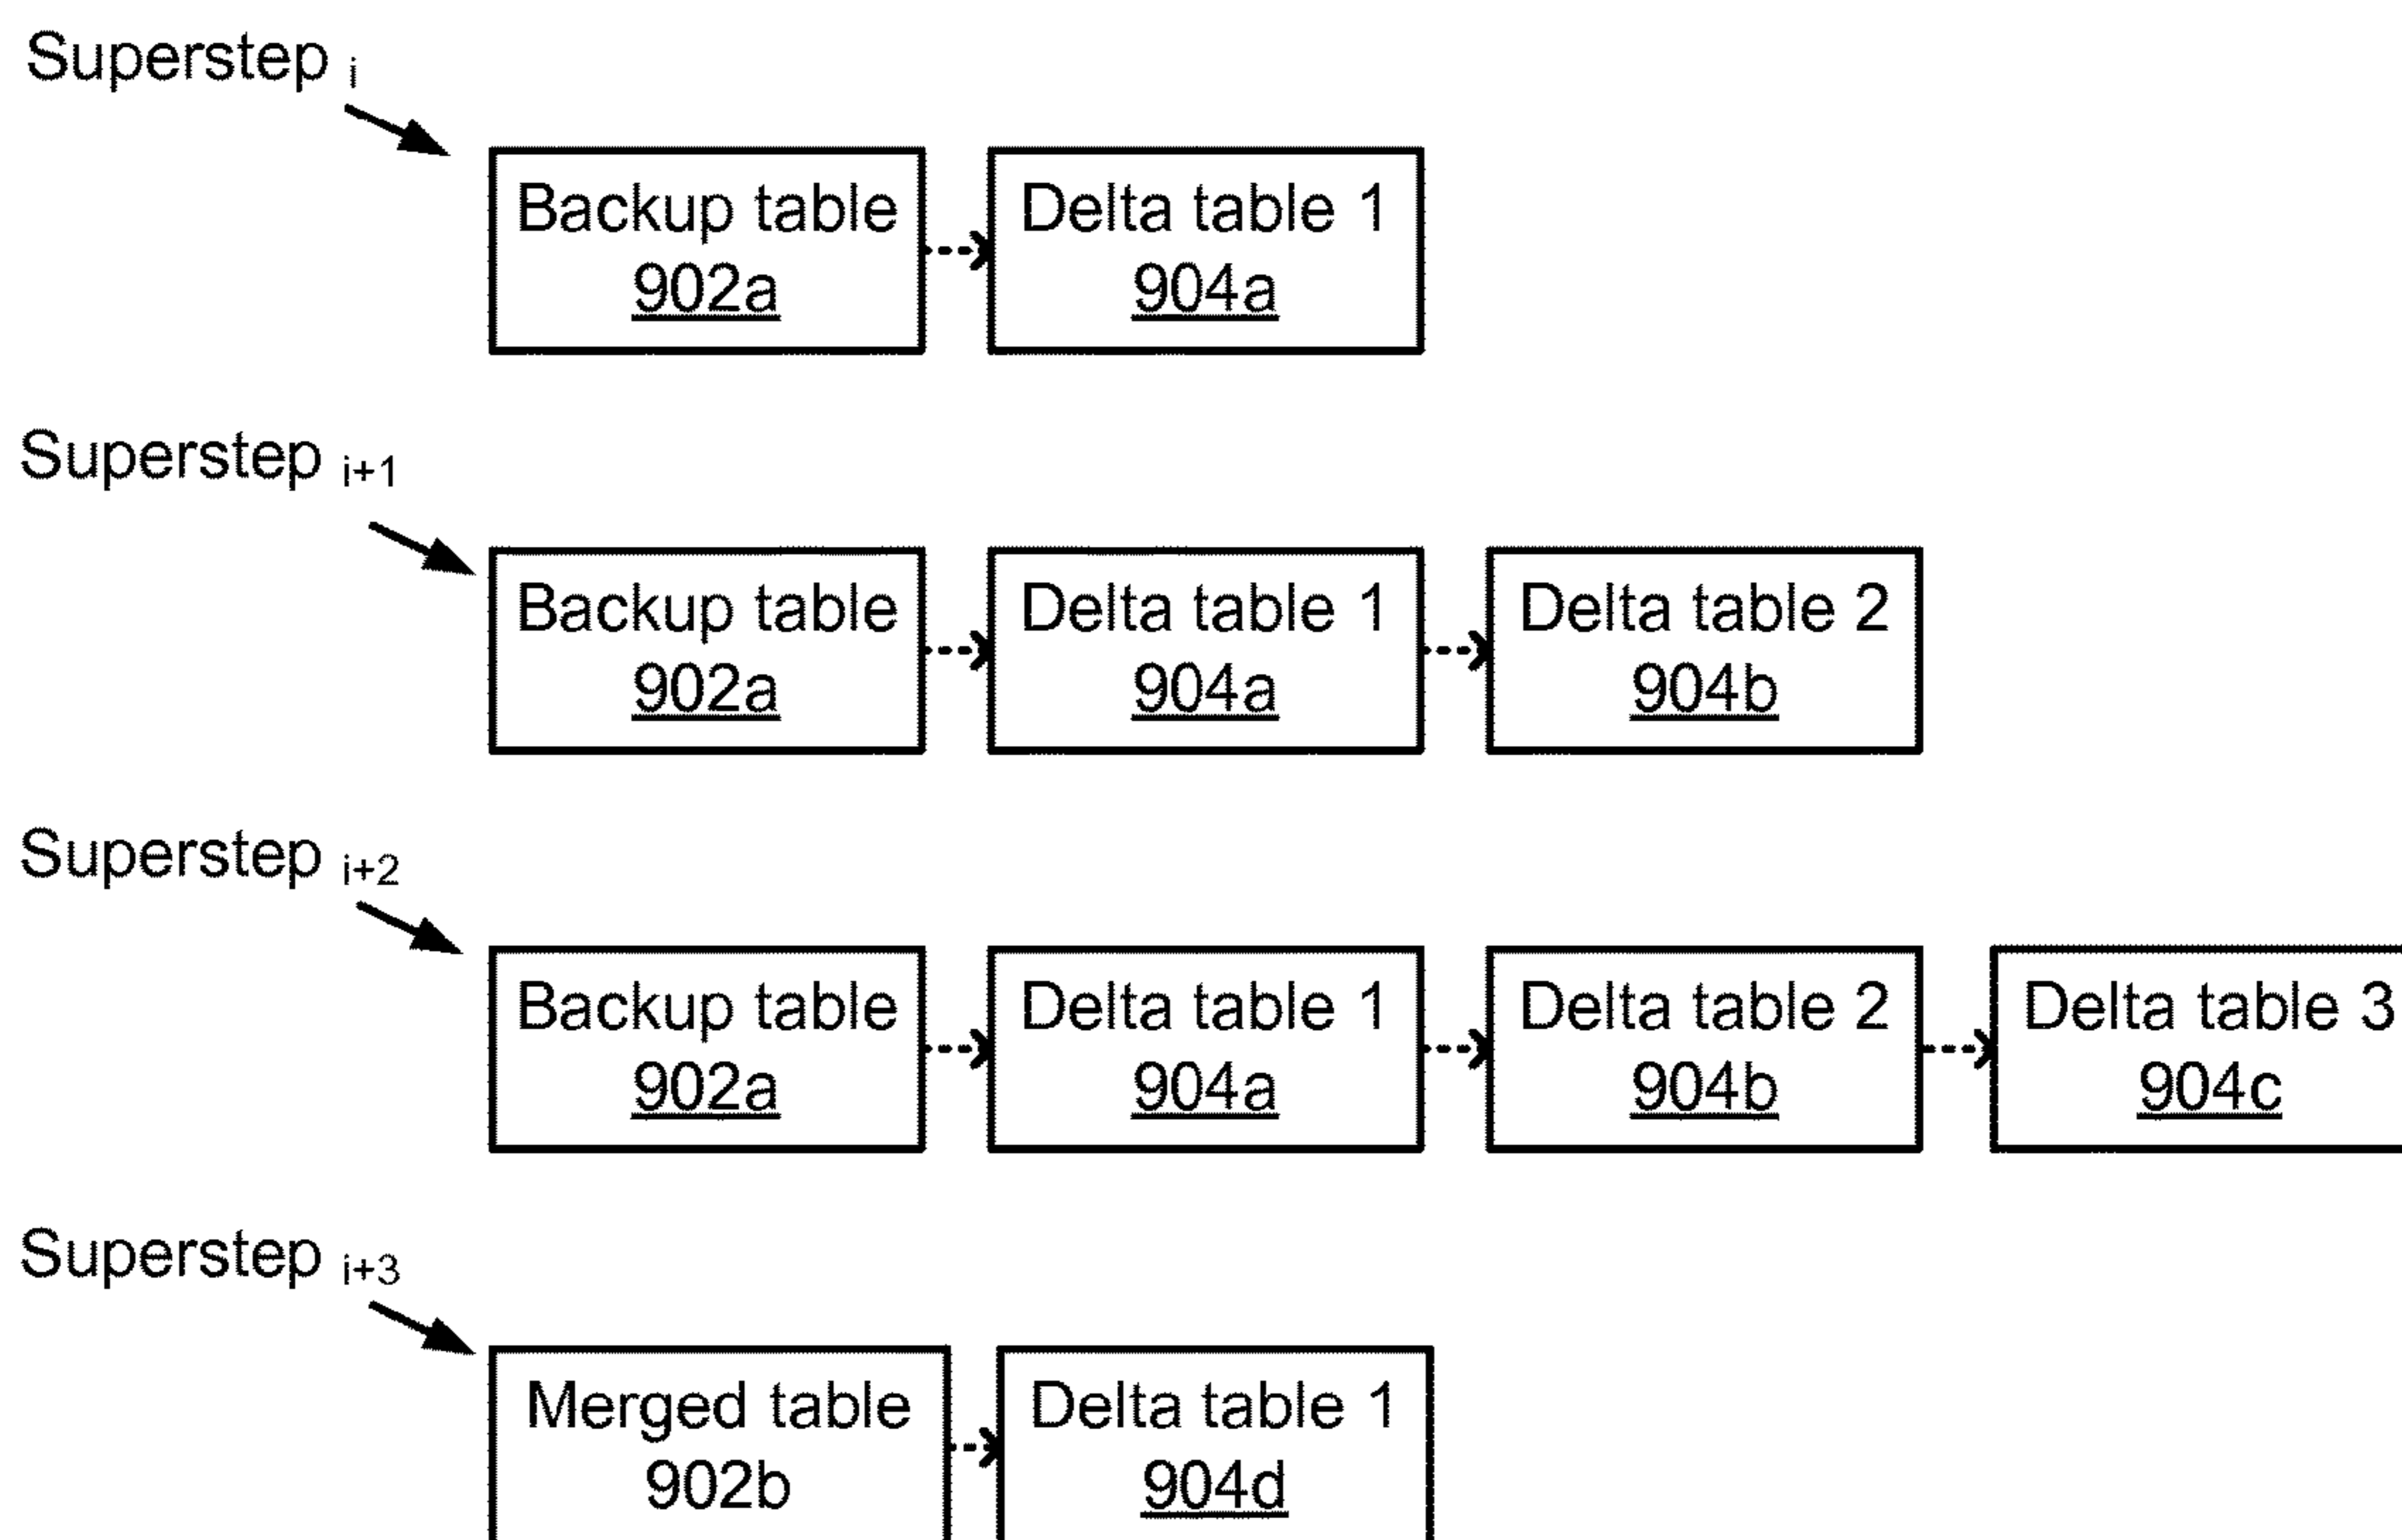 Superstep i
Backup table
902a
Delta table 1
904a
Superstep i+1
Backup table
902a
Delta table 1
904a
Delta table 2
904b
Superstep i+2
Backup table
902a
Delta table 1
904a
Delta table 2
904b
Delta table 3
904c
Superstep i+3
Merged table
902b
Delta table 1
904d